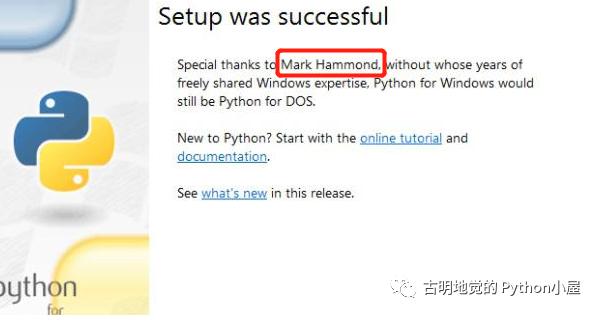 Setup was successful
Special thanks to Mark Hammond, without whose years of
freely shared Windows expertise, Python for Windows would
still be Python for DOS.
New to Python? Start with the online tutorial and
documentation.
See what's new in this release.
python
for
古明地觉的 Python小屋